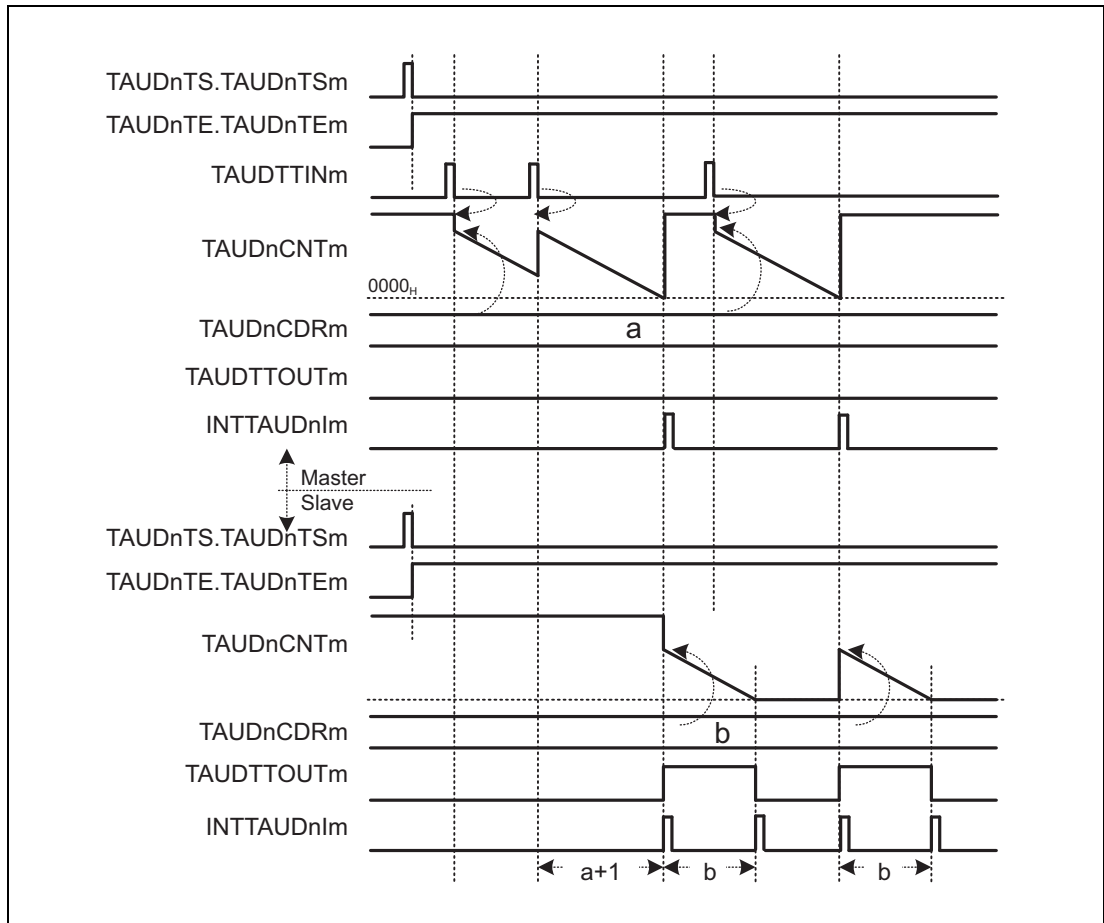 TAUDnTS.TAUDnTSm
TAUDnTE.TAUDnTEm
TAUDTTINm
TAUDnCNTm
0000H
TAUDnCDRm
a
TAUDTTOUTm
INTTAUDnIm
Master
Slave
TAUDnTS.TAUDnTSm
TAUDnTE.TAUDnTEm
TAUDnCNTm
TAUDnCDRm
b
TAUDTTOUTm
INTTAUDnIm
a+1 b b